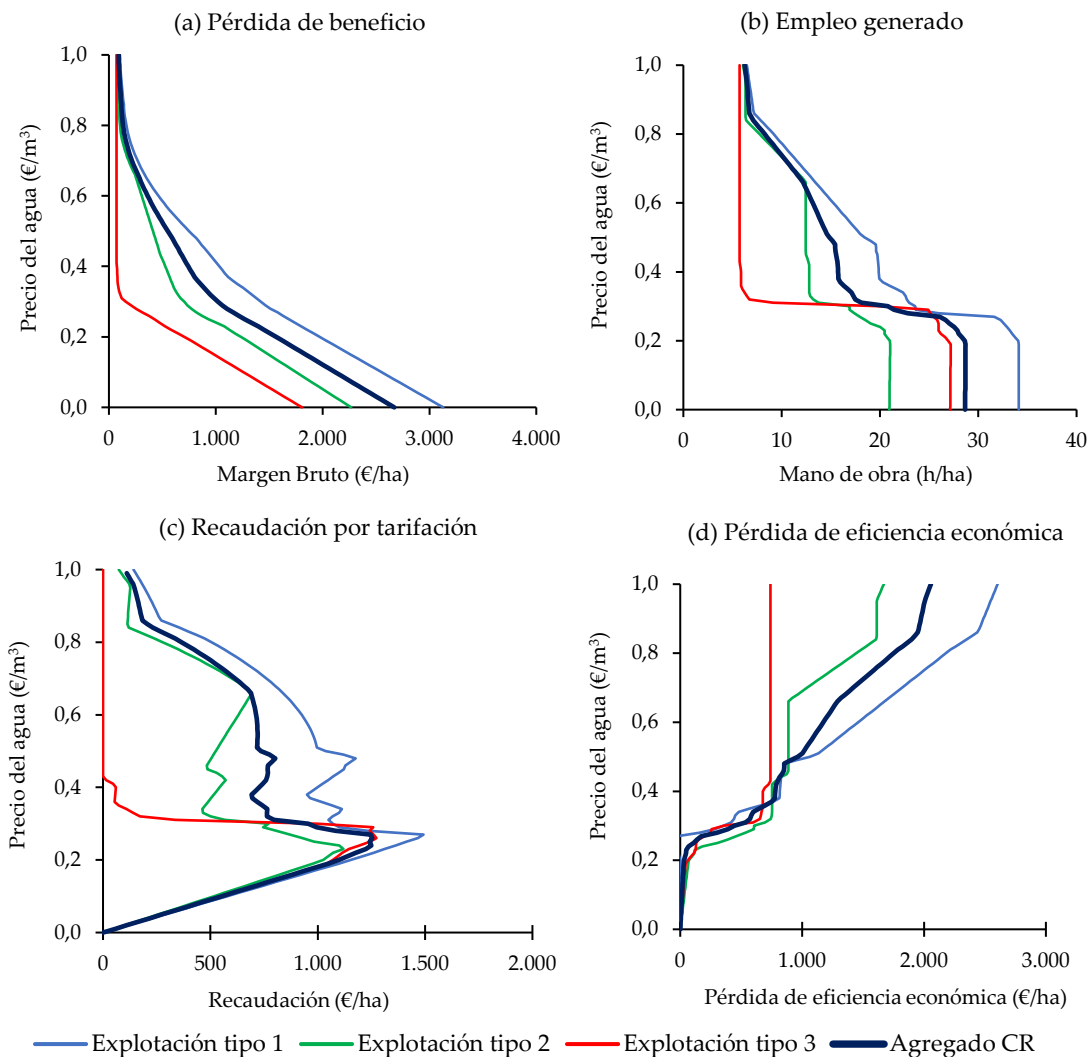 (a) Pérdida de beneficio
1,0
0,8
0,6
0,4
0,2
0,0
Precio del agua (€/m³)
0
1.000
2.000
3.000
4.000
Margen Bruto (€/ha)
(b) Empleo generado
1,0
0,8
0,6
0,4
0,2
0,0
Precio del agua (€/m³)
0
10
20
30
40
Mano de obra (h/ha)
(c) Recaudación por tarifación
1,0
0,8
0,6
0,4
0,2
0,0
Precio del agua (€/m³)
0
500
1.000
1.500
2.000
Recaudación (€/ha)
(d) Pérdida de eficiencia económica
1,0
0,8
0,6
0,4
0,2
0,0
Precio del agua (€/m³)
0
1.000
2.000
3.000
Pérdida de eficiencia económica (€/ha)
Explotación tipo 1
Explotación tipo 2
Explotación tipo 3
Agregado CR